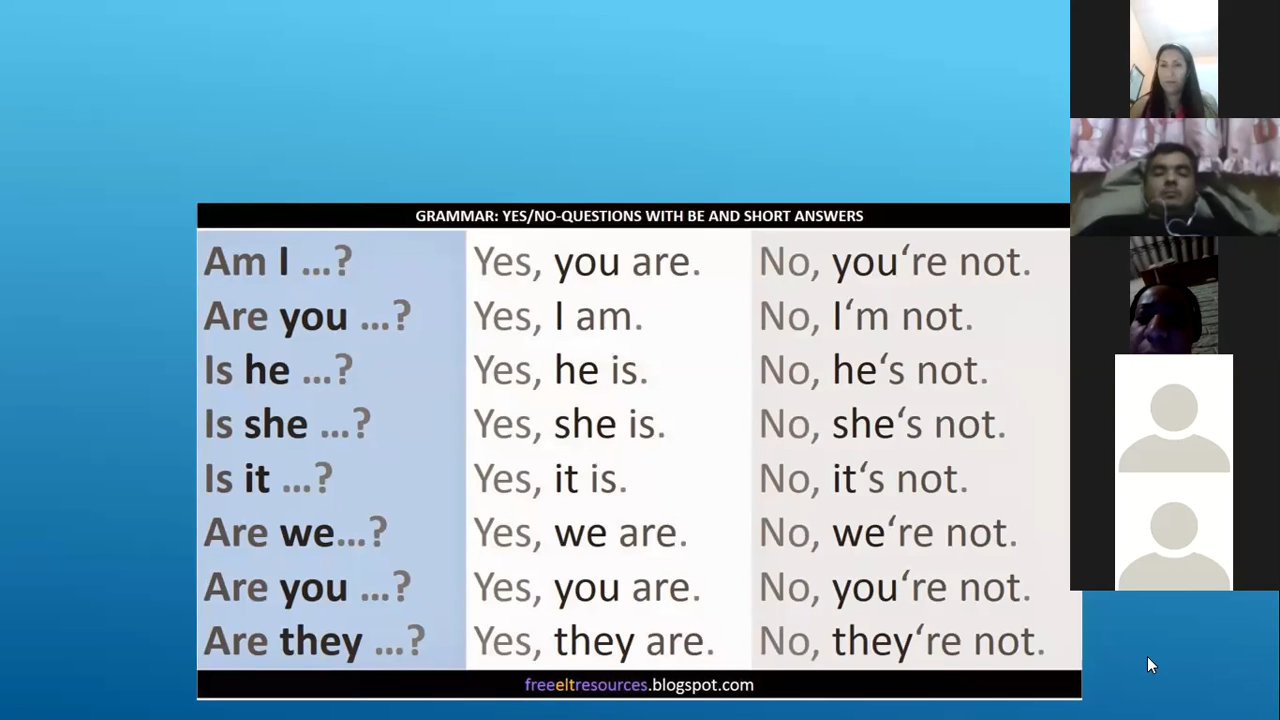 GRAMMAR: YES/NO-QUESTIONS WITH BE AND SHORT ANSWERS
Am I ...? Yes, you are. No, you‘re not.
Are you ...? Yes, I am. No, I‘m not.
Is he ...? Yes, he is. No, he‘s not.
Is she ...? Yes, she is. No, she‘s not.
Is it ...? Yes, it is. No, it‘s not.
Are we...? Yes, we are. No, we‘re not.
Are you ...? Yes, you are. No, you‘re not.
Are they ...? Yes, they are. No, they‘re not.
freeeltresources.blogspot.com